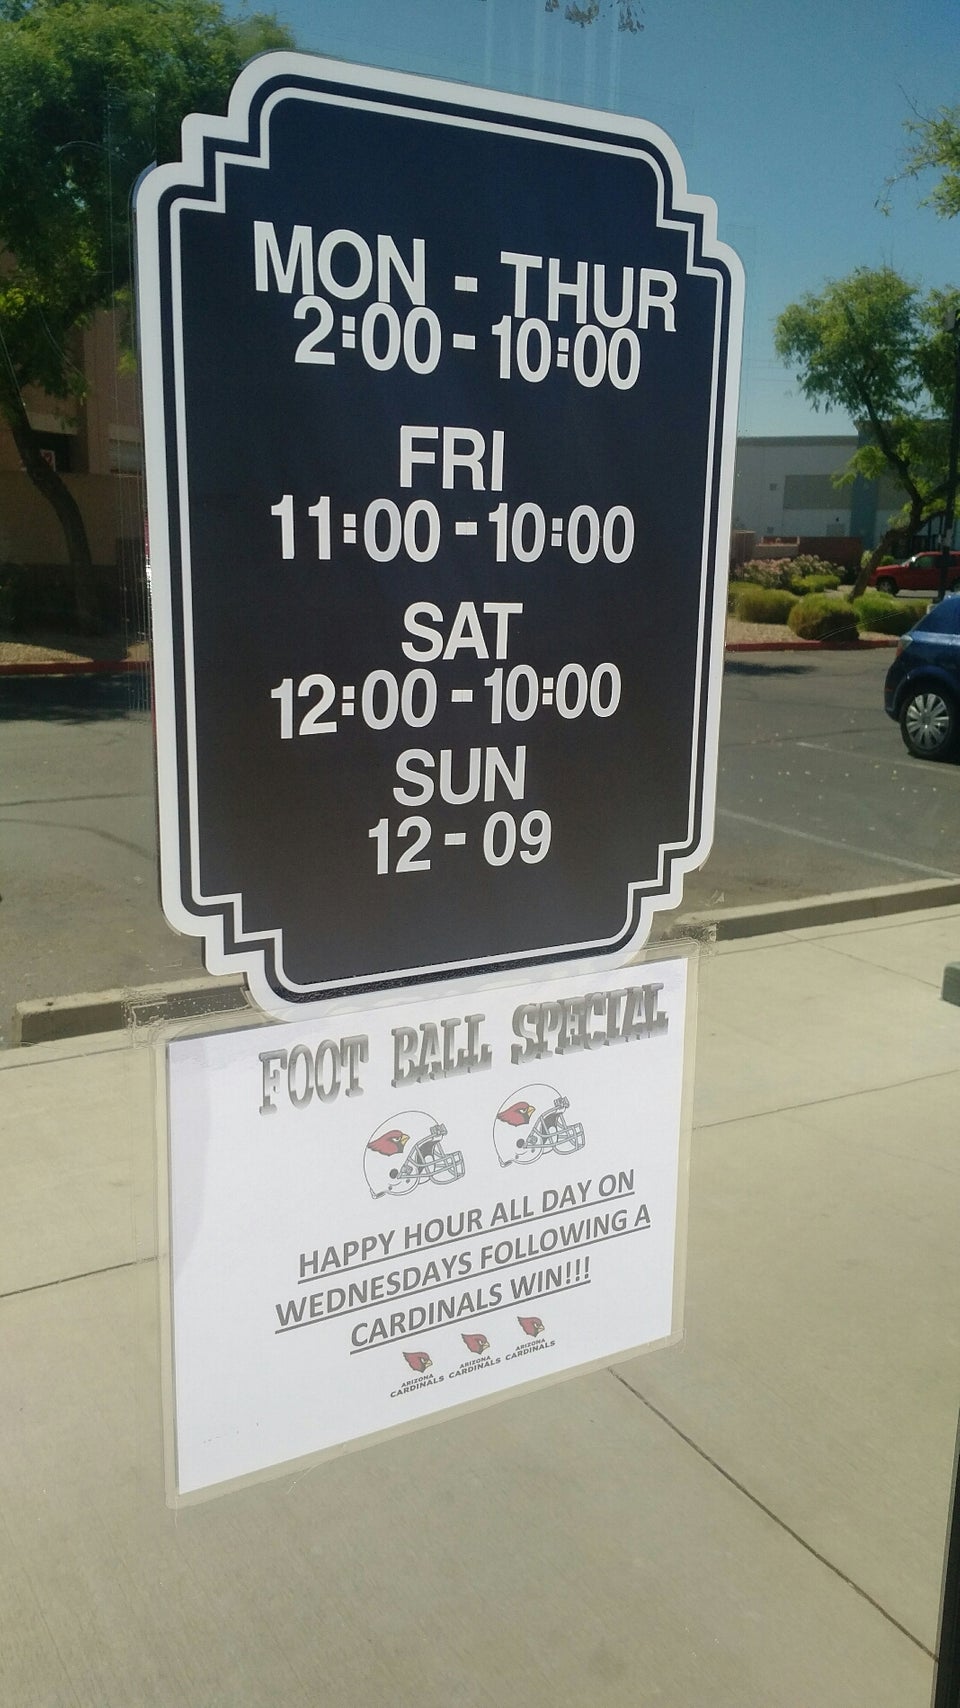 MON - THUR
2:00 - 10:00
FRI
11:00 - 10:00
SAT
12:00 - 10:00
SUN
12 - 09
FOOT BALL SPECIAL
HAPPY HOUR ALL DAY ON
WEDNESDAYS FOLLOWING A
CARDINALS WIN!!!
ARIZONA
CARDINALS
ARIZONA
CARDINALS
ARIZONA
CARDINALS